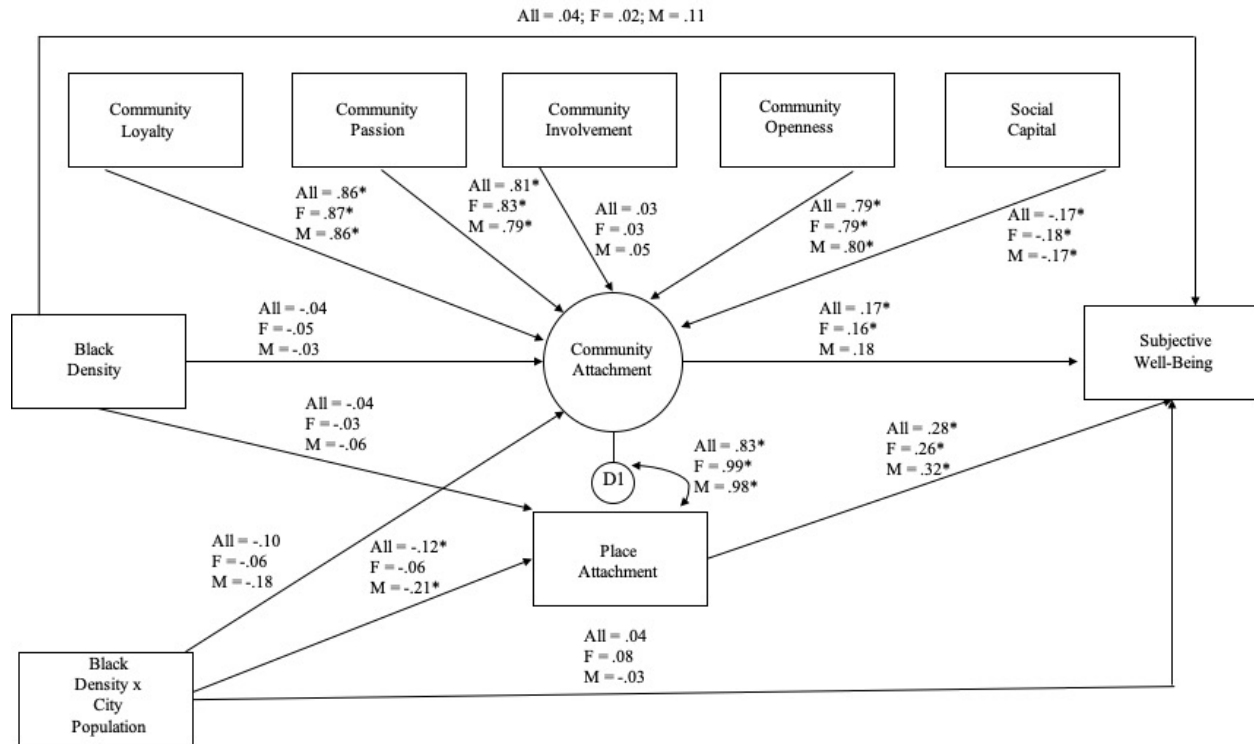 All = .04; F = .02; M = .11
Community
Loyalty
Community
Passion
Community
Involvement
Community
Openness
Social
Capital
All = .86*
F = .87*
M = .86*
All = .81*
F = .83*
M = .79*
All = .03
F = .03
M = .05
All = .79*
F = .79*
M = .80*
All = -.17*
F = -.18*
M = -.17*
Black
Density
All = -.04
F = -.05
M = -.03
Community
Attachment
All = .17*
F = .16*
M = .18
Subjective
Well-Being
All = -.04
F = -.03
M = -.06
D1
All = .83*
F = .99*
M = .98*
All = .28*
F = .26*
M = .32*
All = -.10
F = -.06
M = -.18
All = -.12*
F = -.06
M = -.21*
Place
Attachment
All = .04
F = .08
M = -.03
Black
Density x
City
Population